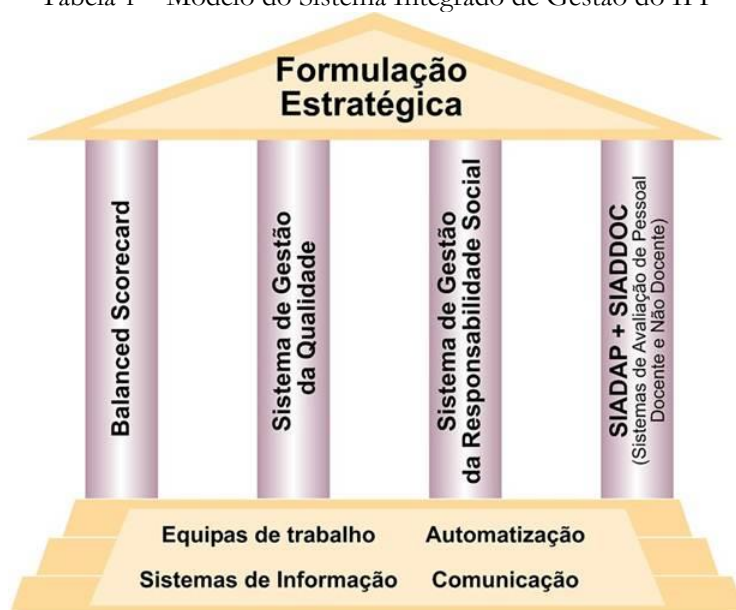 Tabela 1 – Modelo do Sistema Integrado de Gestão do IPT
Formulação
Estratégica
Balanced Scorecard
Sistema de Gestão
da Qualidade
Sistema de Gestão
da Responsabilidade Social
SIADAP + SIADDOC
(Sistemas de Avaliação de Pessoal
Docente e Não Docente)
Equipas de trabalho
Automatização
Sistemas de Informação
Comunicação